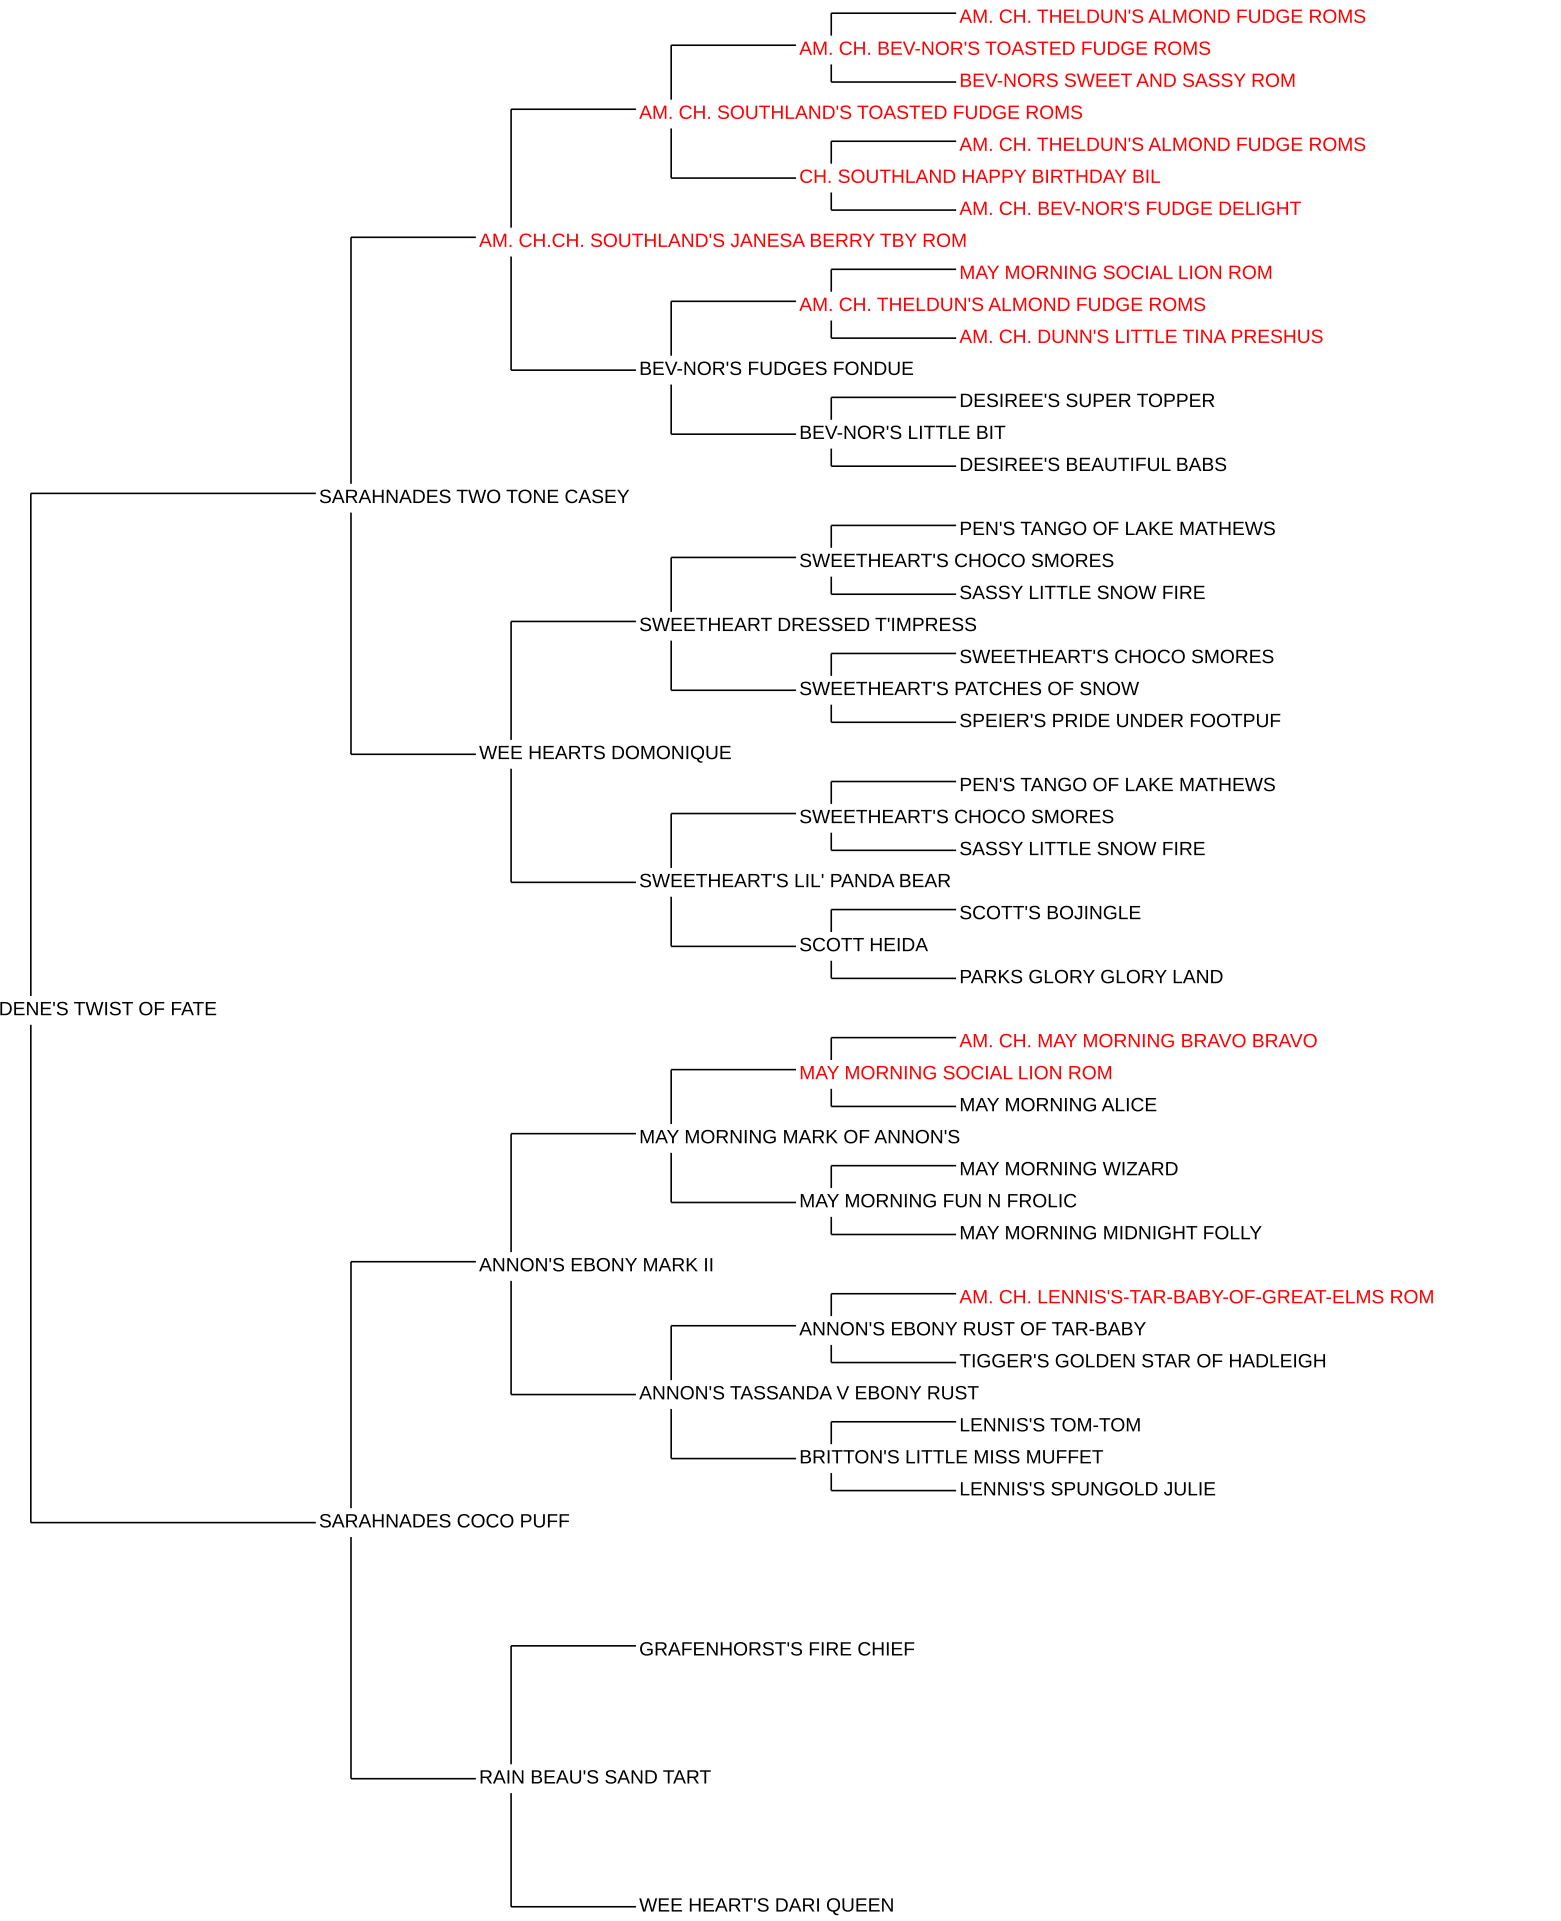 AM. CH. THELDUN'S ALMOND FUDGE ROMS
AM. CH. BEV-NOR'S TOASTED FUDGE ROMS
BEV-NORS SWEET AND SASSY ROM
AM. CH. SOUTHLAND'S TOASTED FUDGE ROMS
AM. CH. THELDUN'S ALMOND FUDGE ROMS
CH. SOUTHLAND HAPPY BIRTHDAY BIL
AM. CH. BEV-NOR'S FUDGE DELIGHT
AM. CH.CH. SOUTHLAND'S JANESA BERRY TBY ROM
MAY MORNING SOCIAL LION ROM
AM. CH. THELDUN'S ALMOND FUDGE ROMS
AM. CH. DUNN'S LITTLE TINA PRESHUS
BEV-NOR'S FUDGES FONDUE
DESIREE'S SUPER TOPPER
BEV-NOR'S LITTLE BIT
DESIREE'S BEAUTIFUL BABS
SARAHNADES TWO TONE CASEY
PEN'S TANGO OF LAKE MATHEWS
SWEETHEART'S CHOCO SMORES
SASSY LITTLE SNOW FIRE
SWEETHEART DRESSED T'IMPRESS
SWEETHEART'S CHOCO SMORES
SWEETHEART'S PATCHES OF SNOW
SPEIER'S PRIDE UNDER FOOTPUF
WEE HEARTS DOMONIQUE
PEN'S TANGO OF LAKE MATHEWS
SWEETHEART'S CHOCO SMORES
SASSY LITTLE SNOW FIRE
SWEETHEART'S LIL' PANDA BEAR
SCOTT'S BOJINGLE
SCOTT HEIDA
PARKS GLORY GLORY LAND
DENE'S TWIST OF FATE
AM. CH. MAY MORNING BRAVO BRAVO
MAY MORNING SOCIAL LION ROM
MAY MORNING ALICE
MAY MORNING MARK OF ANNON'S
MAY MORNING WIZARD
MAY MORNING FUN N FROLIC
MAY MORNING MIDNIGHT FOLLY
ANNON'S EBONY MARK II
AM. CH. LENNIS'S-TAR-BABY-OF-GREAT-ELMS ROM
ANNON'S EBONY RUST OF TAR-BABY
TIGGER'S GOLDEN STAR OF HADLEIGH
ANNON'S TASSANDA V EBONY RUST
LENNIS'S TOM-TOM
BRITTON'S LITTLE MISS MUFFET
LENNIS'S SPUNGOLD JULIE
SARAHNADES COCO PUFF
GRAFENHORST'S FIRE CHIEF
RAIN BEAU'S SAND TART
WEE HEART'S DARI QUEEN